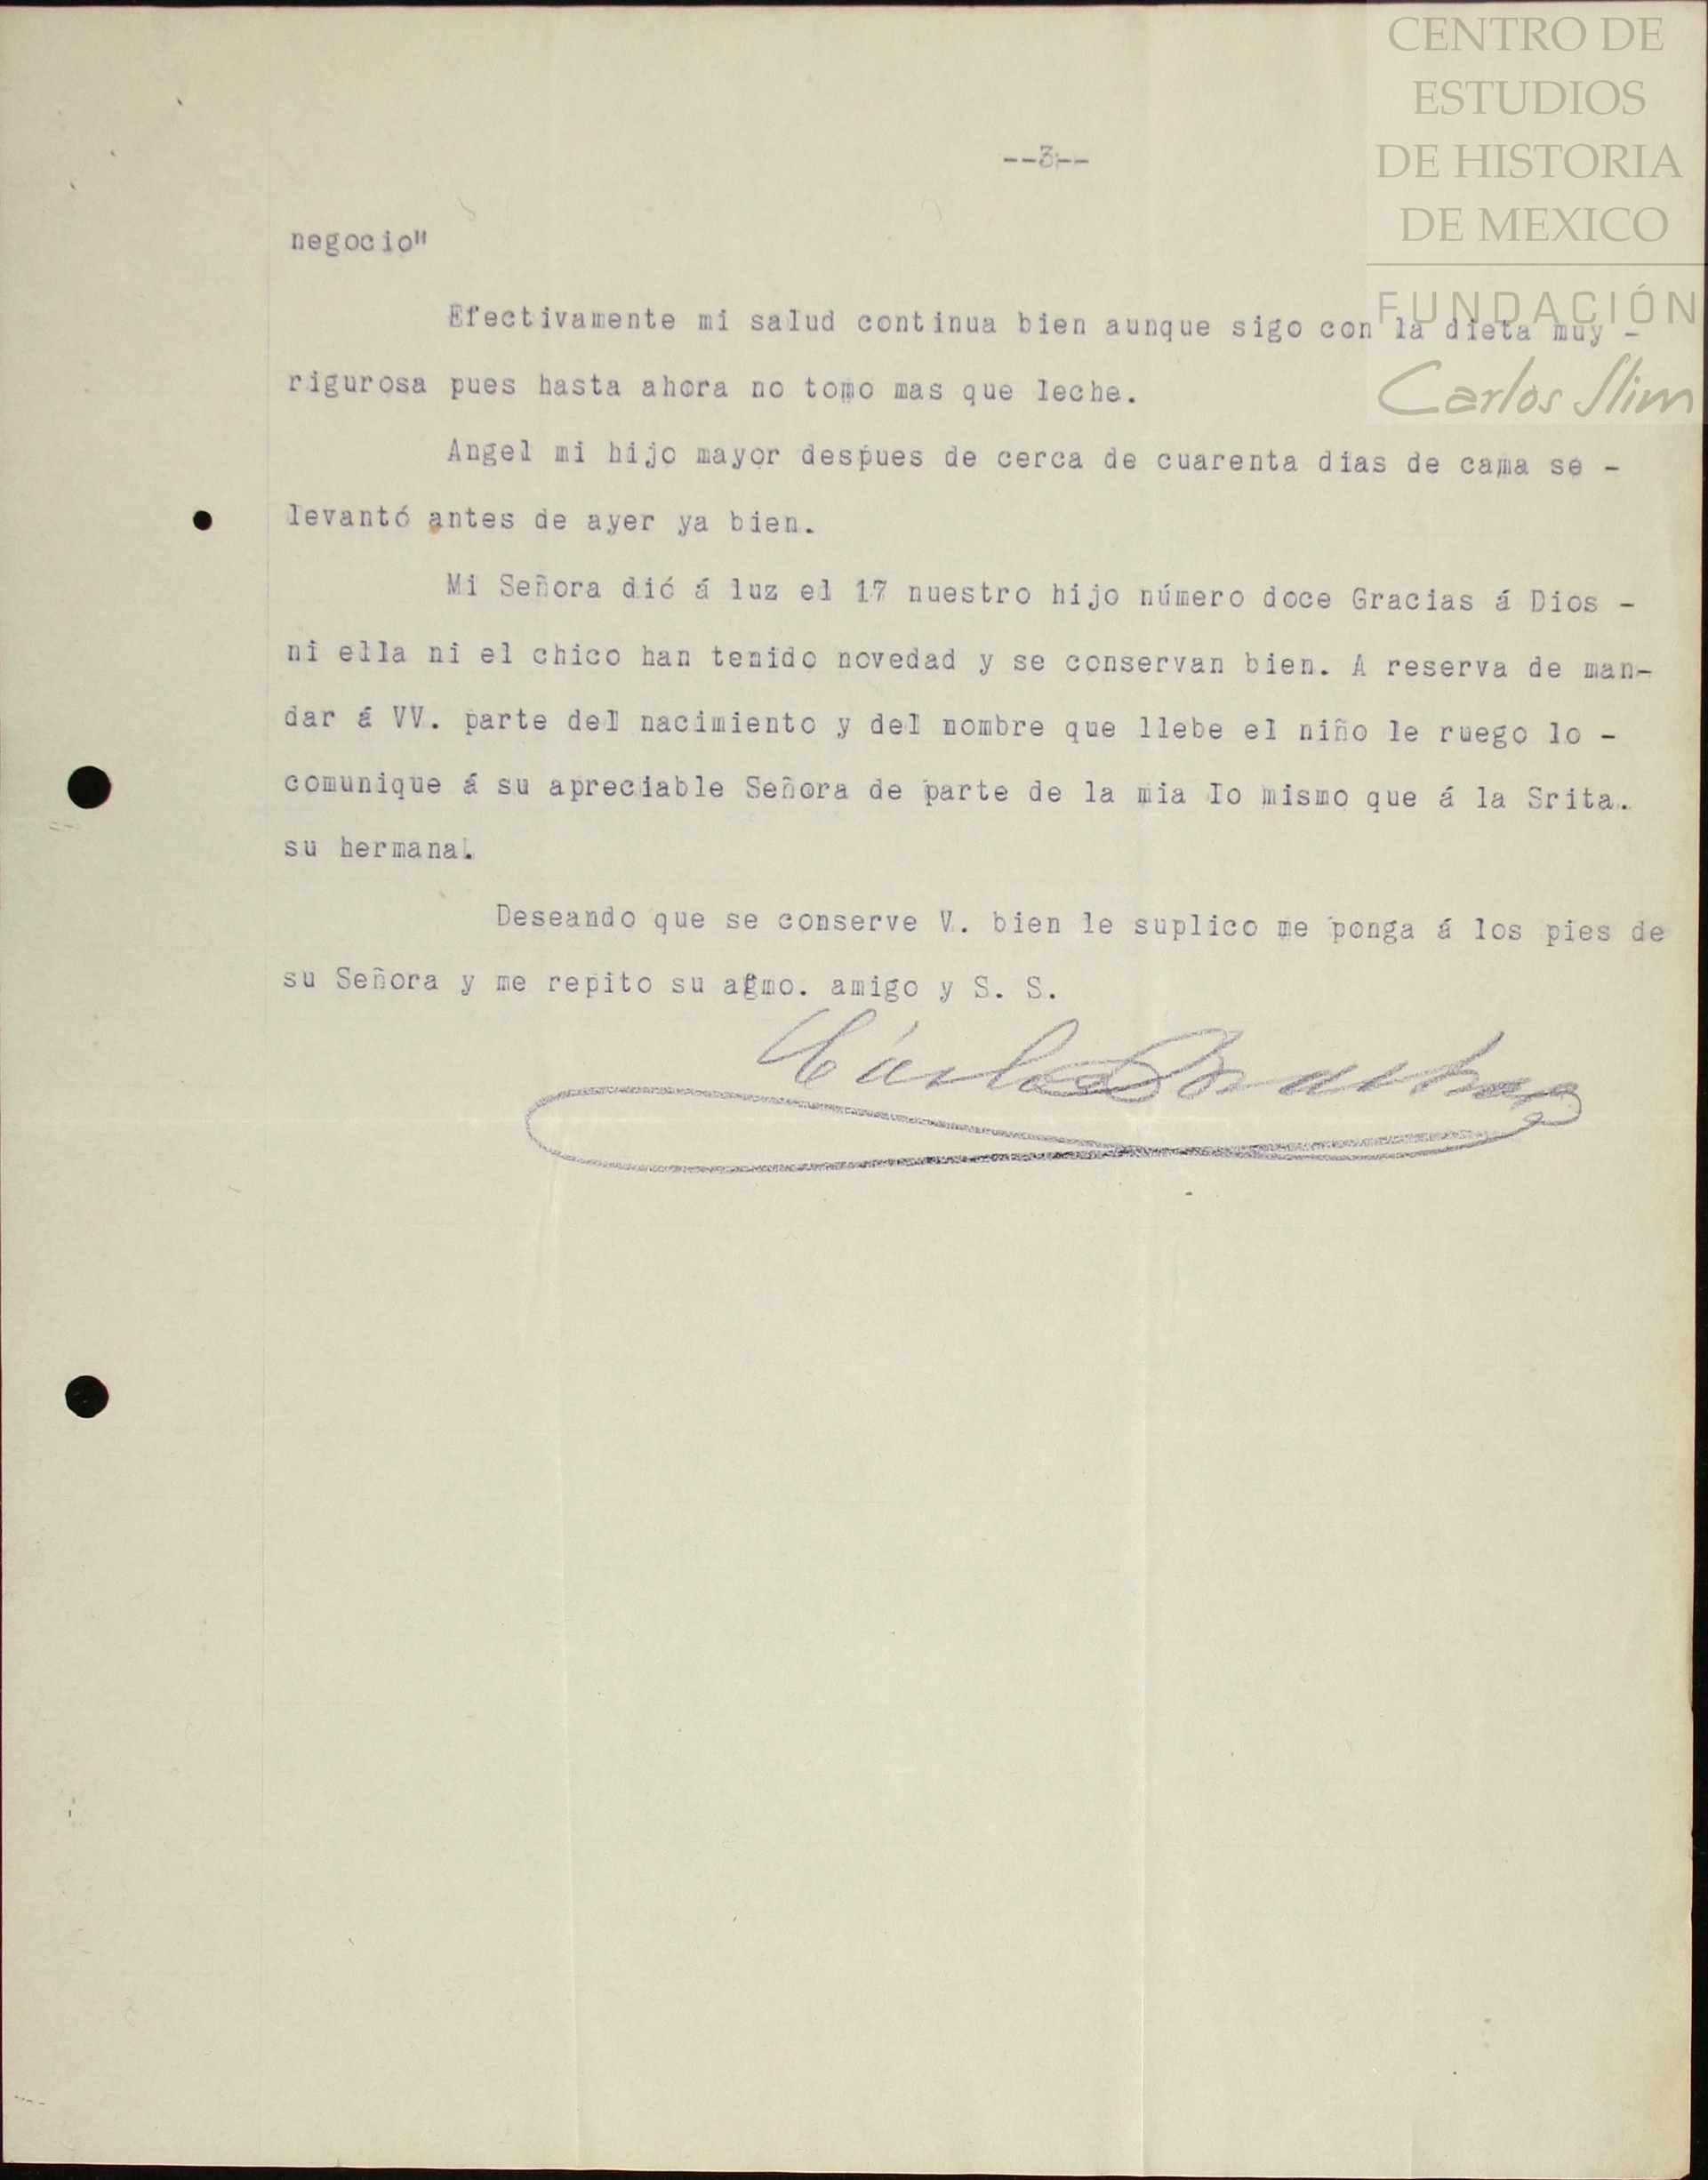 CENTRO DE
ESTUDIOS
DE HISTORIA
DE MEXICO
FUNDACIÓN
Carlos Slim
--3--
negocio"
Efectivamente mi salud continua bien aunque sigo con la dieta muy -
rigurosa pues hasta ahora no tomo mas que leche.
Angel mi hijo mayor despues de cerca de cuarenta dias de cama se -
levantó antes de ayer ya bien.
Mi Señora dió á luz el 17 nuestro hijo número doce Gracias á Dios -
ni ella ni el chico han tenido novedad y se conservan bien. A reserva de man-
dar á VV. parte del nacimiento y del nombre que llebe el niño le ruego lo -
comunique á su apreciable Señora de parte de la mia lo mismo que á la Srita.
su hermana.
Deseando que se conserve V. bien le suplico me ponga á los pies de
su Señora y me repito su afmo. amigo y S. S.
Cárlos